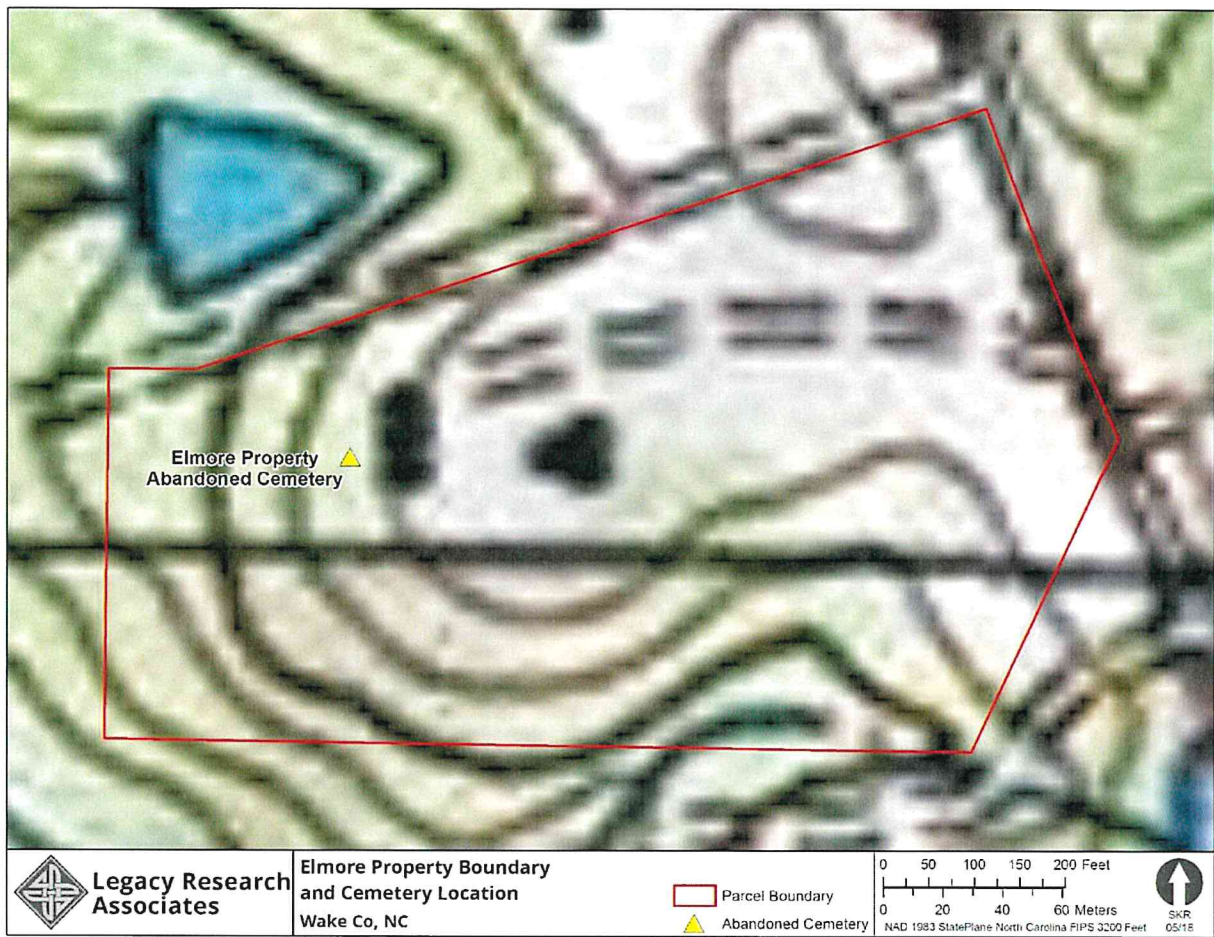 Elmore Property
Abandoned Cemetery
Legacy Research
Associates
Elmore Property Boundary
and Cemetery Location
Wake Co, NC
Parcel Boundary
Abandoned Cemetery
0 50 100 150 200 Feet
0 20 40 60 Meters
NAD 1983 StatePlane North Carolina FIPS 3200 Feet
SKR
05/18